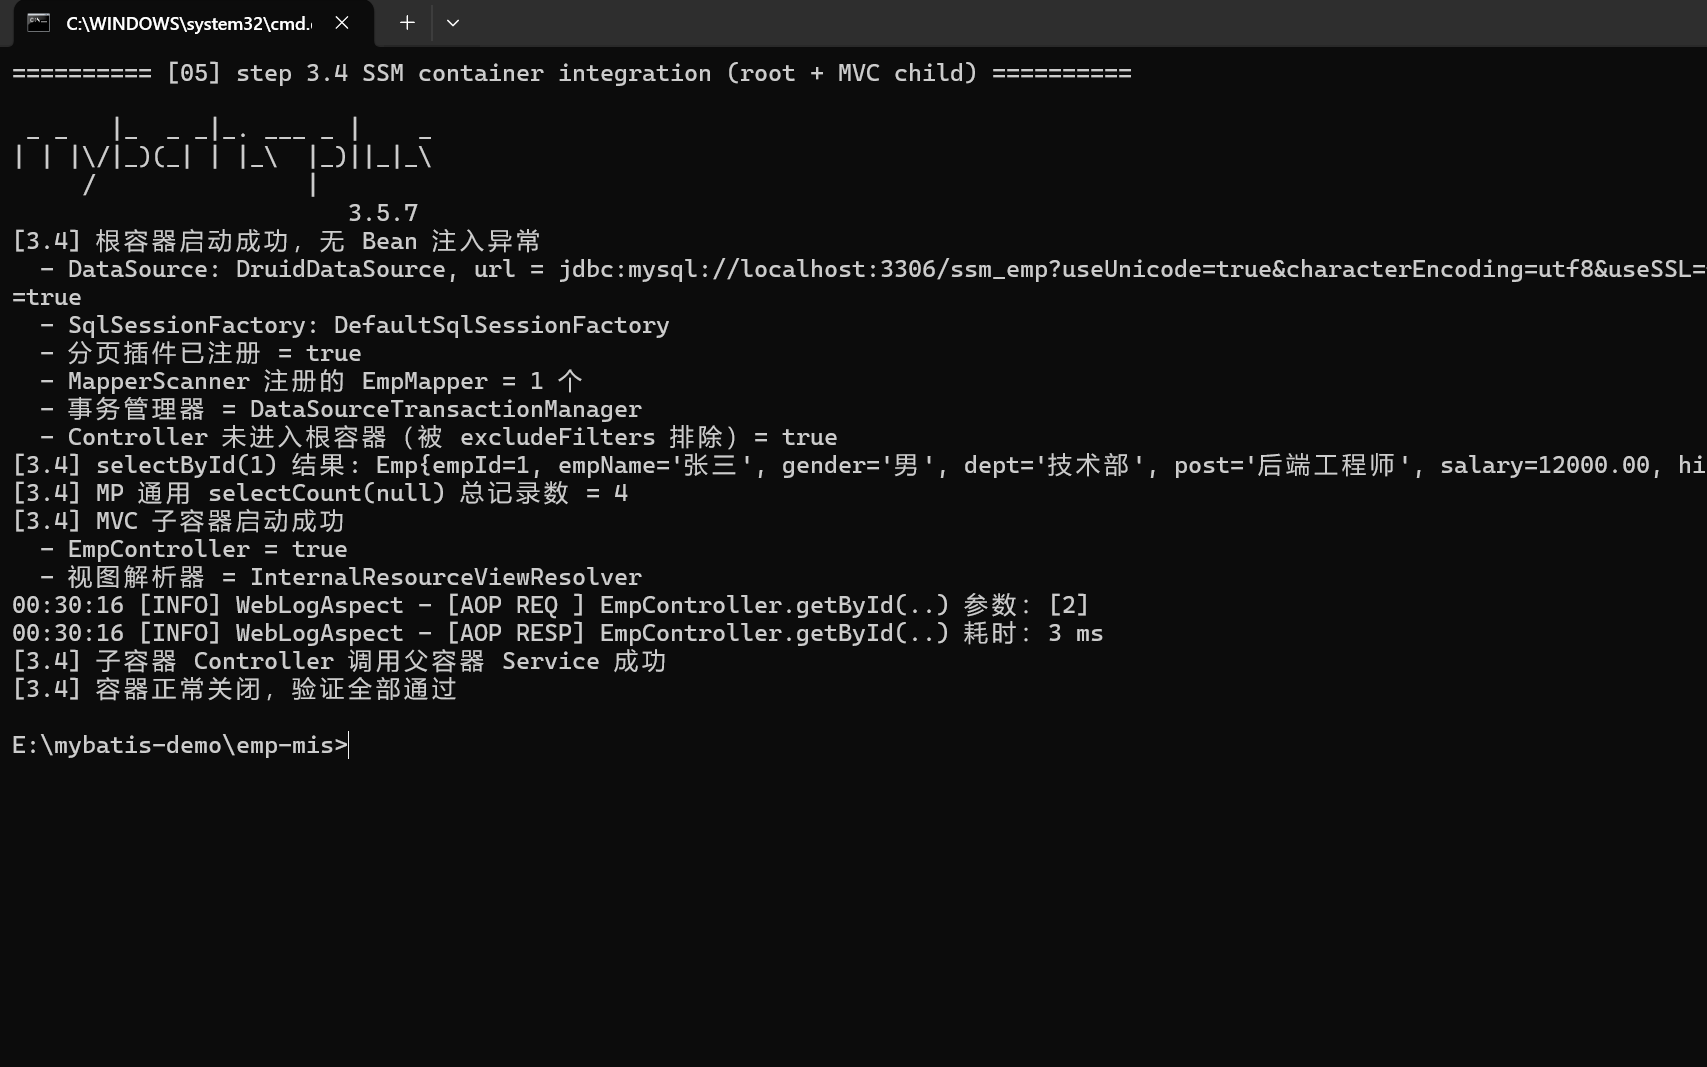 C:\WINDOWS\system32\cmd.
========== [05] step 3.4 SSM container integration (root + MVC child) ==========
 _ _   |_  _ _|_. ___ _ |    _
| | |\/|_)(_| | |_\  |_)||_|_\
     /               |
                        3.5.7
[3.4] 根容器启动成功，无 Bean 注入异常
  - DataSource: DruidDataSource, url = jdbc:mysql://localhost:3306/ssm_emp?useUnicode=true&characterEncoding=utf8&useSSL=
=true
  - SqlSessionFactory: DefaultSqlSessionFactory
  - 分页插件已注册 = true
  - MapperScanner 注册的 EmpMapper = 1 个
  - 事务管理器 = DataSourceTransactionManager
  - Controller 未进入根容器（被 excludeFilters 排除）= true
[3.4] selectById(1) 结果: Emp{empId=1, empName='张三', gender='男', dept='技术部', post='后端工程师', salary=12000.00, hi
[3.4] MP 通用 selectCount(null) 总记录数 = 4
[3.4] MVC 子容器启动成功
  - EmpController = true
  - 视图解析器 = InternalResourceViewResolver
00:30:16 [INFO] WebLogAspect - [AOP REQ ] EmpController.getById(..) 参数: [2]
00:30:16 [INFO] WebLogAspect - [AOP RESP] EmpController.getById(..) 耗时: 3 ms
[3.4] 子容器 Controller 调用父容器 Service 成功
[3.4] 容器正常关闭，验证全部通过
E:\mybatis-demo\emp-mis>